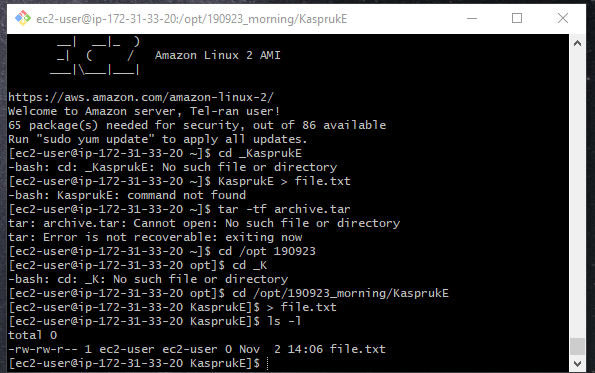 ec2-user@ip-172-31-33-20:/opt/190923_morning/KasprukE
__|  __|_  )
_|  (     /   Amazon Linux 2 AMI
___|\___|___|
https://aws.amazon.com/amazon-linux-2/
Welcome to Amazon server, Tel-ran user!
65 package(s) needed for security, out of 86 available
Run "sudo yum update" to apply all updates.
[ec2-user@ip-172-31-33-20 ~]$ cd _KasprukE
-bash: cd: _KasprukE: No such file or directory
[ec2-user@ip-172-31-33-20 ~]$ KasprukE > file.txt
-bash: KasprukE: command not found
[ec2-user@ip-172-31-33-20 ~]$ tar -tf archive.tar
tar: archive.tar: Cannot open: No such file or directory
tar: Error is not recoverable: exiting now
[ec2-user@ip-172-31-33-20 ~]$ cd /opt 190923
[ec2-user@ip-172-31-33-20 opt]$ cd _K
-bash: cd: _K: No such file or directory
[ec2-user@ip-172-31-33-20 opt]$ cd /opt/190923_morning/KasprukE
[ec2-user@ip-172-31-33-20 KasprukE]$ > file.txt
[ec2-user@ip-172-31-33-20 KasprukE]$ ls -l
total 0
-rw-rw-r-- 1 ec2-user ec2-user 0 Nov  2 14:06 file.txt
[ec2-user@ip-172-31-33-20 KasprukE]$